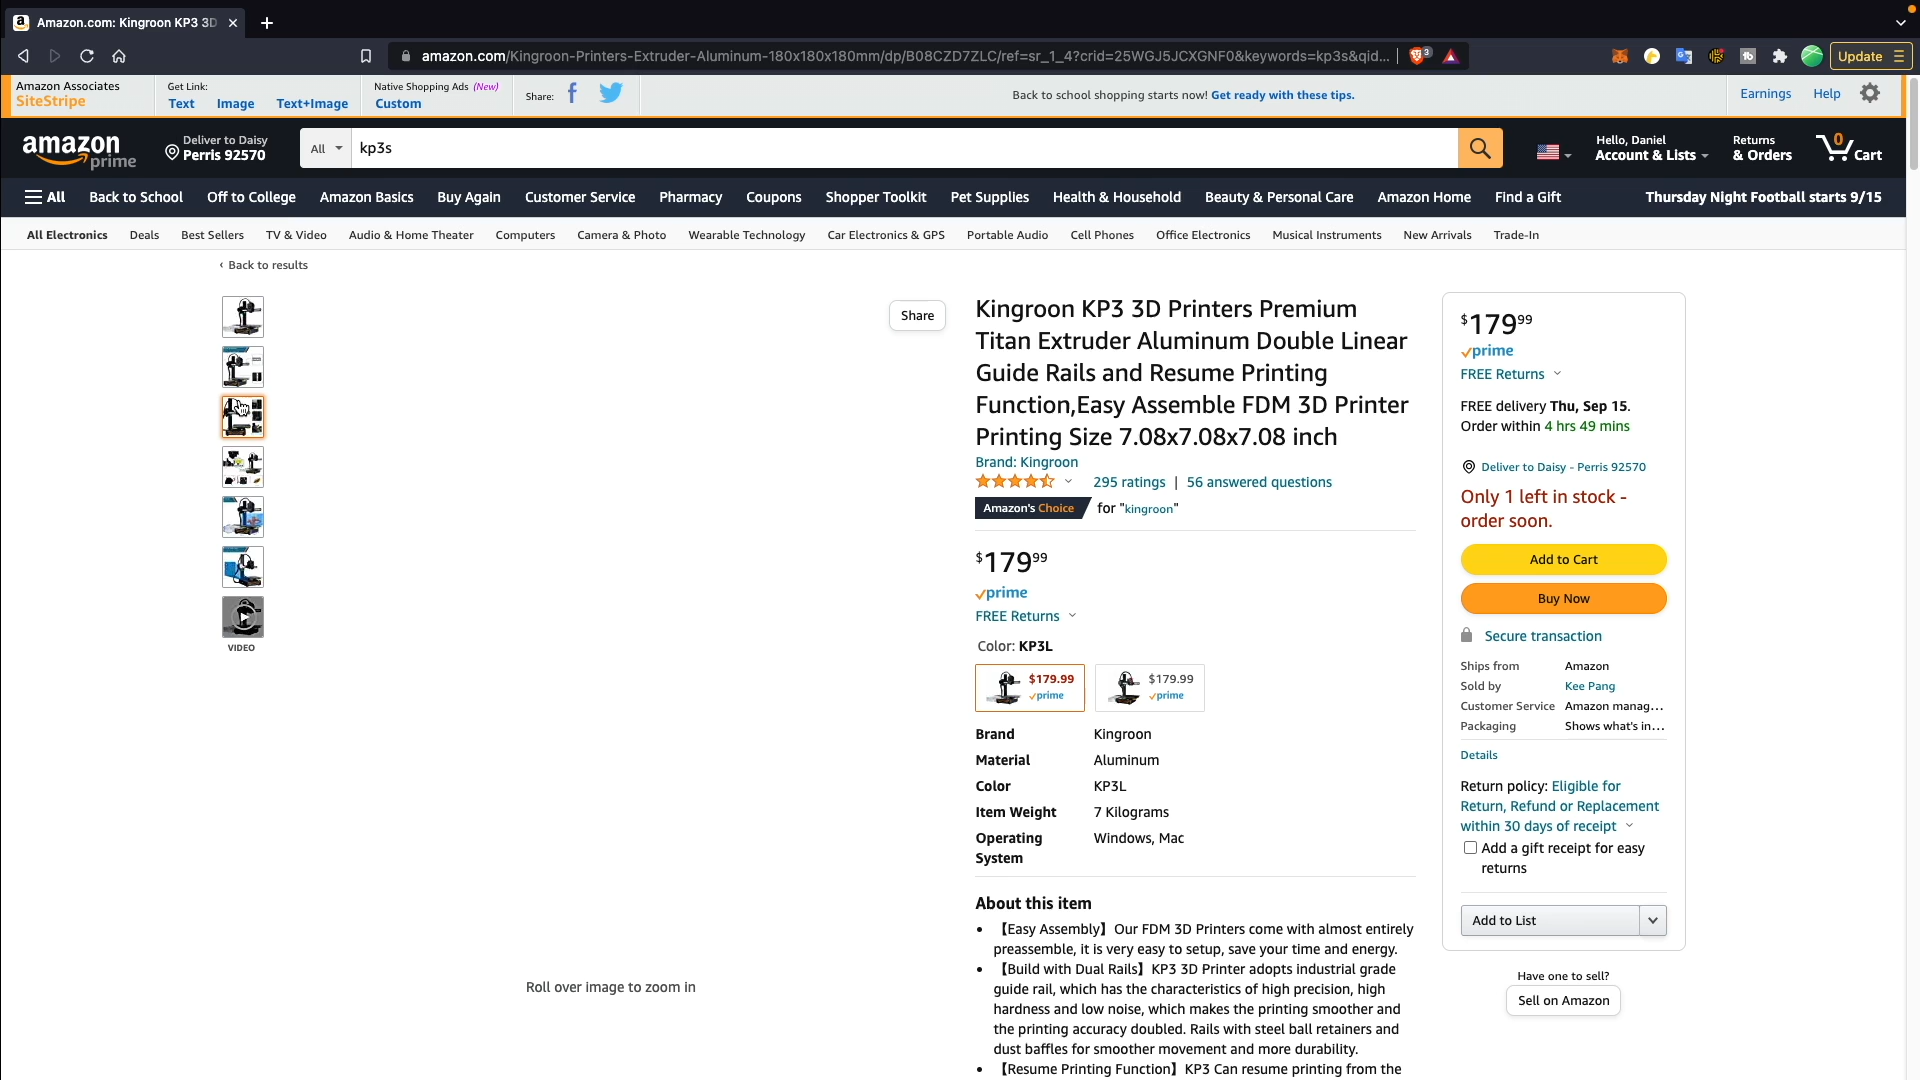 Amazon.com: Kingroon KP3 3D
amazon.com/Kingroon-Printers-Extruder-Aluminum-180x180x180mm/dp/B08CZD7ZLC/ref=sr_1_4?crid=25WGJ5JCXGNF0&keywords=kp3s&qid...
3
Update
Amazon Associates
SiteStripe
Get Link:
Text Image Text+Image
Native Shopping Ads (New)
Custom
Share:
Back to school shopping starts now! Get ready with these tips.
Earnings Help
amazon prime
Deliver to Daisy
Perris 92570
All
kp3s
Hello, Daniel
Account & Lists
Returns
& Orders
0
Cart
All Back to School Off to College Amazon Basics Buy Again Customer Service Pharmacy Coupons Shopper Toolkit Pet Supplies Health & Household Beauty & Personal Care Amazon Home Find a Gift Thursday Night Football starts 9/15
All Electronics Deals Best Sellers TV & Video Audio & Home Theater Computers Camera & Photo Wearable Technology Car Electronics & GPS Portable Audio Cell Phones Office Electronics Musical Instruments New Arrivals Trade-In
‹ Back to results
VIDEO
Share
Roll over image to zoom in
Kingroon KP3 3D Printers Premium
Titan Extruder Aluminum Double Linear
Guide Rails and Resume Printing
Function,Easy Assemble FDM 3D Printer
Printing Size 7.08x7.08x7.08 inch
Brand: Kingroon
295 ratings | 56 answered questions
Amazon's Choice for "kingroon"
$179 99
prime
FREE Returns
Color: KP3L
$179.99
prime
$179.99
prime
Brand Kingroon
Material Aluminum
Color KP3L
Item Weight 7 Kilograms
Operating Windows, Mac
System
About this item
• 【Easy Assembly】Our FDM 3D Printers come with almost entirely
preassemble, it is very easy to setup, save your time and energy.
• 【Build with Dual Rails】KP3 3D Printer adopts industrial grade
guide rail, which has the characteristics of high precision, high
hardness and low noise, which makes the printing smoother and
the printing accuracy doubled. Rails with steel ball retainers and
dust baffles for smoother movement and more durability.
• 【Resume Printing Function】KP3 Can resume printing from the
$179 99
prime
FREE Returns
FREE delivery Thu, Sep 15.
Order within 4 hrs 49 mins
Deliver to Daisy - Perris 92570
Only 1 left in stock -
order soon.
Add to Cart
Buy Now
Secure transaction
Ships from Amazon
Sold by Kee Pang
Customer Service Amazon manag...
Packaging Shows what's in...
Details
Return policy: Eligible for
Return, Refund or Replacement
within 30 days of receipt
Add a gift receipt for easy
returns
Add to List
Have one to sell?
Sell on Amazon